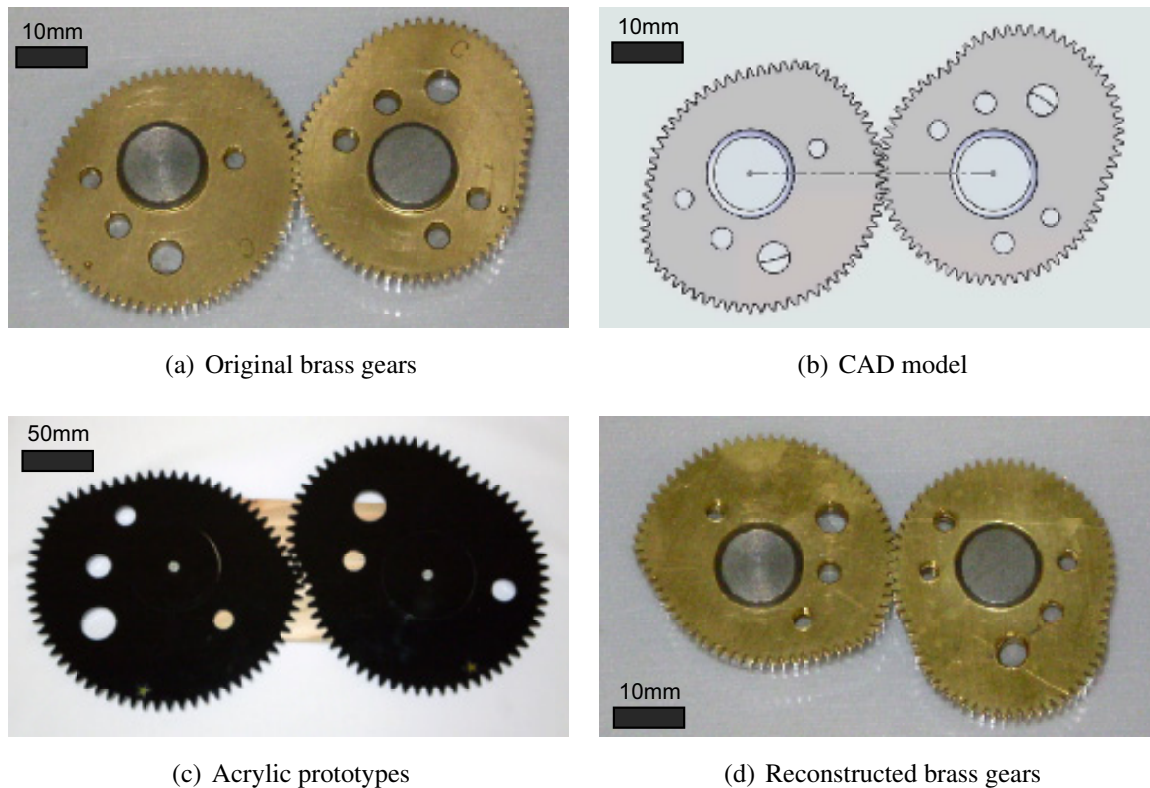 10mm
10mm
(a) Original brass gears
(b) CAD model
50mm
10mm
(c) Acrylic prototypes
(d) Reconstructed brass gears